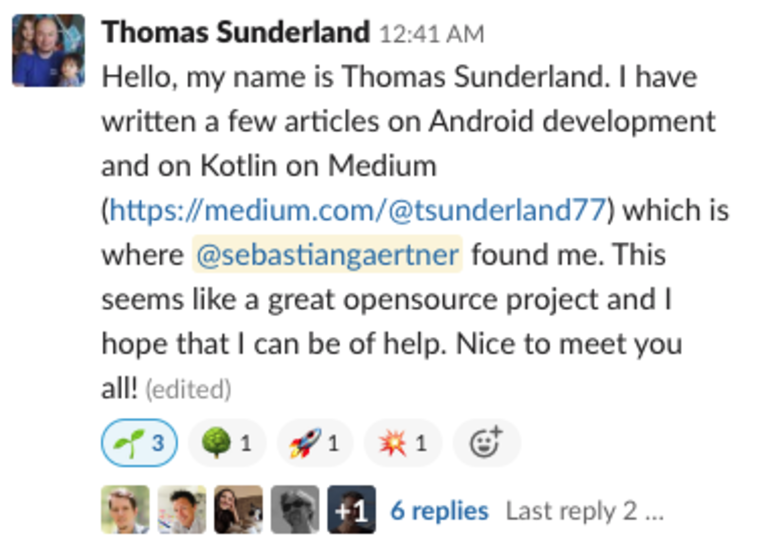 Thomas Sunderland 12:41 AM
Hello, my name is Thomas Sunderland. I have
written a few articles on Android development
and on Kotlin on Medium
(https://medium.com/@tsunderland77) which is
where @sebastiangaertner found me. This
seems like a great opensource project and I
hope that I can be of help. Nice to meet you
all! (edited)
3 1 1 1
+1 6 replies Last reply 2 ...